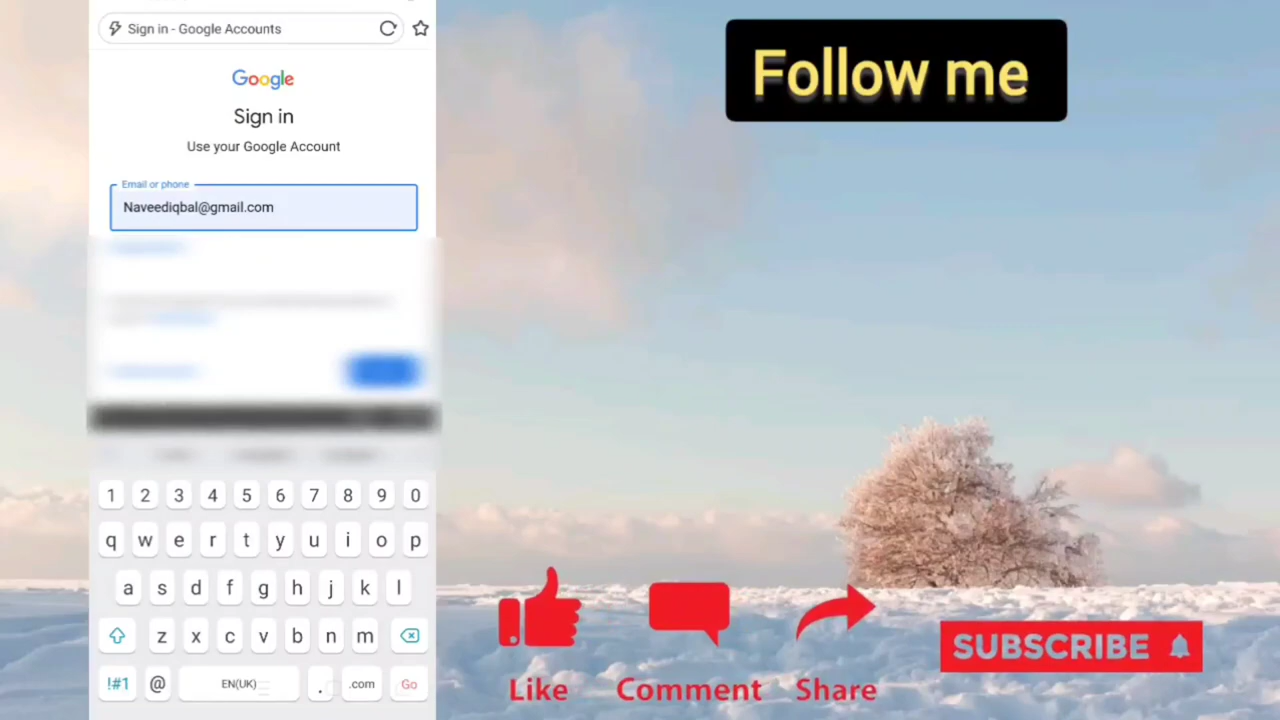 Sign in - Google Accounts
Google
Sign in
Use your Google Account
Email or phone
Naveediqbal@gmail.com
1 2 3 4 5 6 7 8 9 0
q w e r t y u i o p
a s d f g h j k l
z x c v b n m
!#1 @ EN(UK) . .com Go
Follow me
Like Comment Share
SUBSCRIBE